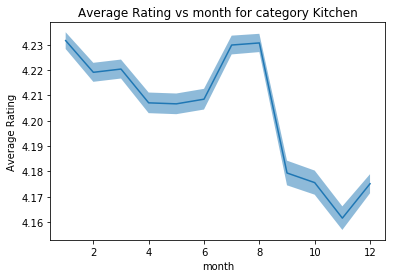 Average Rating vs month for category Kitchen
Average Rating
4.23
4.22
4.21
4.20
4.19
4.18
4.17
4.16
2 4 6 8 10 12
month